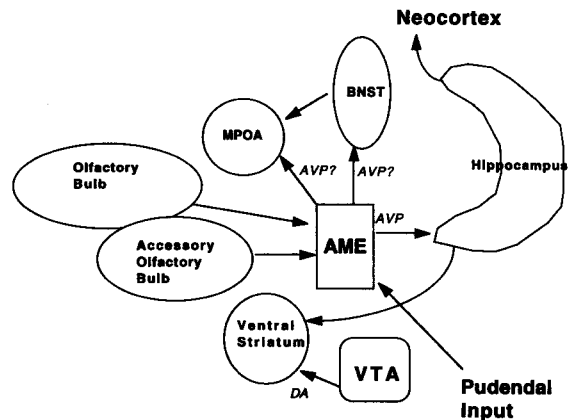 Neocortex
BNST
MPOA
Hippocampus
Olfactory
Bulb
AVP?
AVP?
AVP
AME
Accessory
Olfactory
Bulb
Ventral
Striatum
VTA
DA
Pudendal
Input